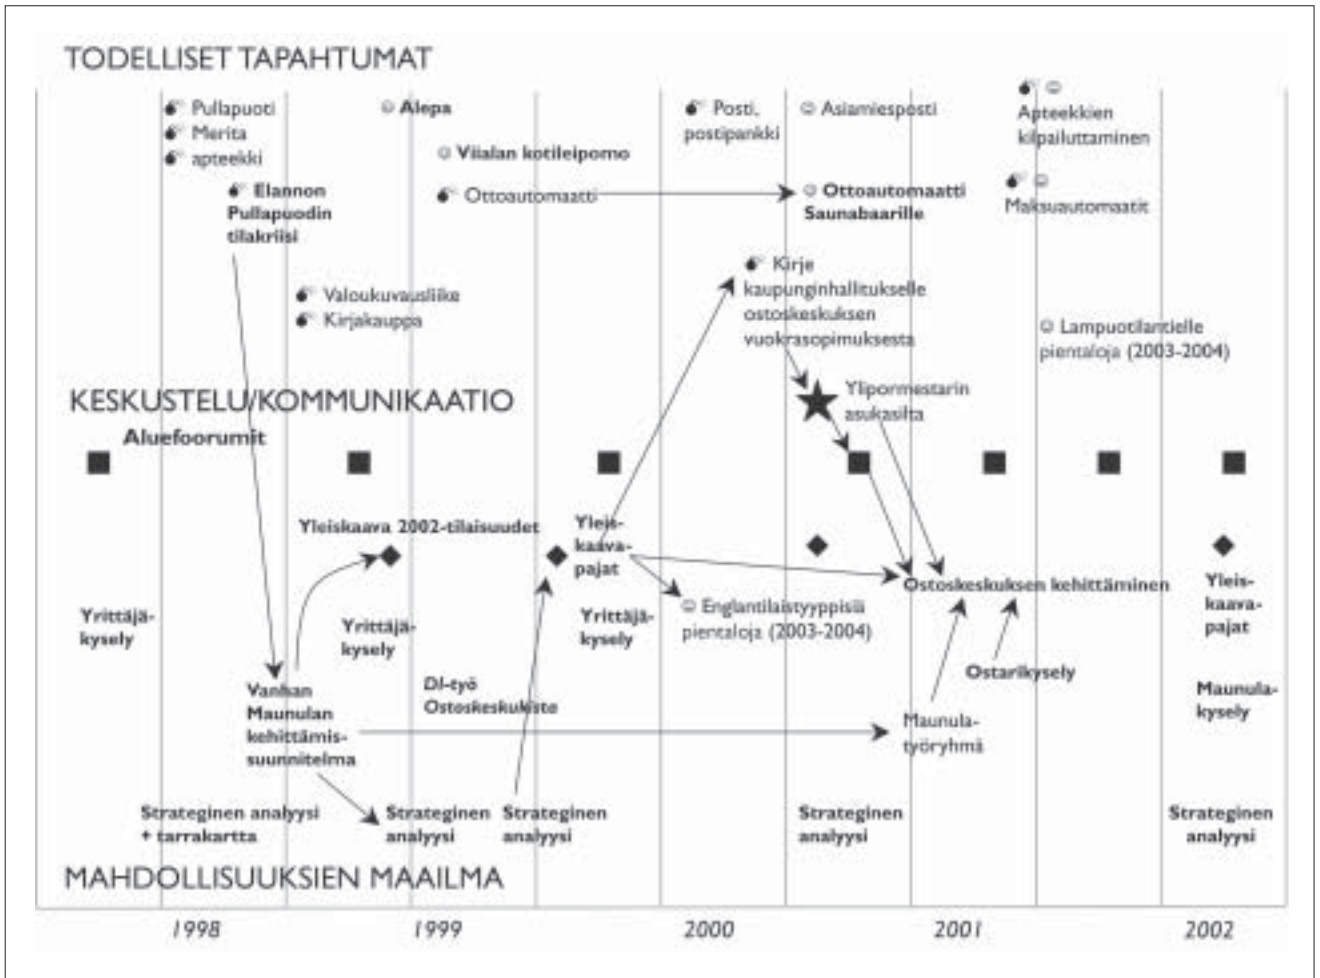 TODELLISET TAPAHTUMAT
Pullapuoti
Merita
apteekki
Elannon
Pullapuodin
tilakriisi
Alepa
Viialan kotileipomo
Ottoautomaatti
Valoukuvausliike
Kirjakauppa
Posti,
postipankki
Asiamiesposti
Ottoautomaatti
Saunabaarille
Apteekkien
kilpailuttaminen
Maksuautomaatit
Kirje
kaupunginhallitukselle
ostoskeskuksen
vuokrasopimuksesta
Lampuotilantielle
pientaloja (2003-2004)
KESKUSTELU/KOMMUNIKAATIO
Ylipormestarin
asukasilta
Aluefoorumit
Yleiskaava 2002-tilaisuudet
Yleis-
kaava-
pajat
Ostoskeskuksen kehittäminen
Yleis-
kaava-
pajat
Yrittäjä-
kysely
Yrittäjä-
kysely
Yrittäjä-
kysely
Englantilaistyyppisiä
pientaloja (2003-2004)
Ostarikysely
Vanhan
Maunulan
kehittämis-
suunnitelma
DI-työ
Ostoskeskukista
Maunula-
työryhmä
Maunula-
kysely
Strateginen analyysi
+ tarrakartta
Strateginen
analyysi
Strateginen
analyysi
Strateginen
analyysi
Strateginen
analyysi
MAHDOLLISUUKSIEN MAAILMA
1998
1999
2000
2001
2002